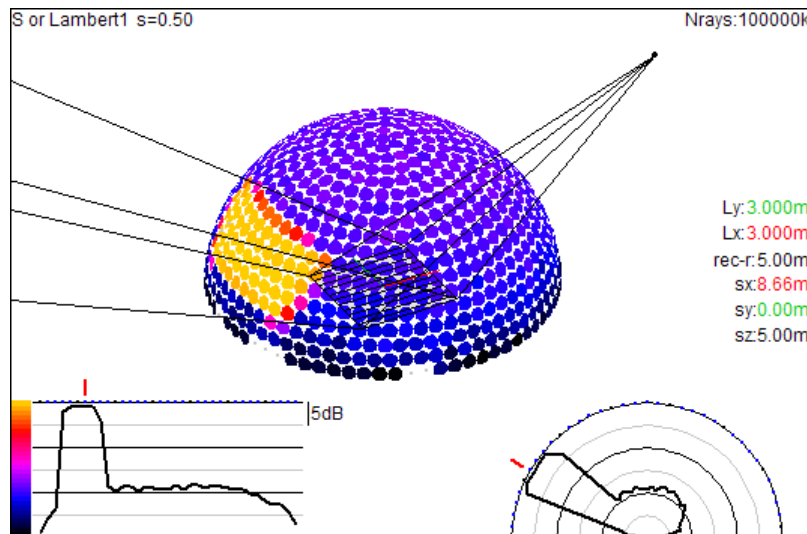 S or Lambert1 s=0.50
Nrays:100000k
Ly:3.000m
Lx:3.000m
rec-r:5.00m
sx:8.66m
sy:0.00m
sz:5.00m
5dB